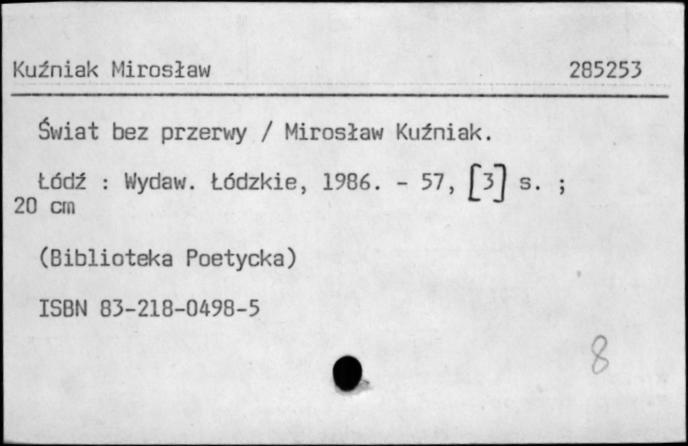 Kuźniak Mirosław 285253
Świat bez przerwy / Mirosław Kuźniak.
Łódź : Wydaw. Łódzkie, 1986. - 57, [3] s. ;
20 cm
(Biblioteka Poetycka)
ISBN 83-218-0498-5
8